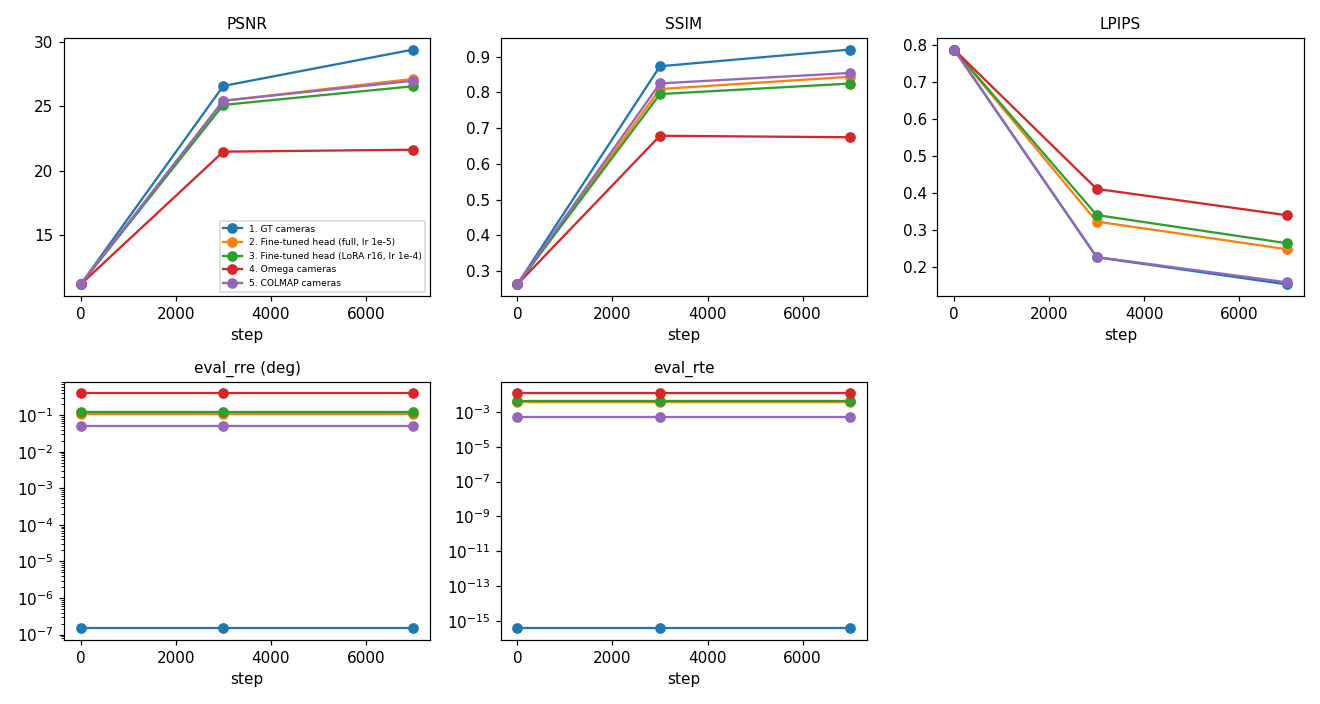 PSNR
30
25
20
15
0 2000 4000 6000
step
1. GT cameras
2. Fine-tuned head (full, lr 1e-5)
3. Fine-tuned head (LoRA r16, lr 1e-4)
4. Omega cameras
5. COLMAP cameras
SSIM
0.9
0.8
0.7
0.6
0.5
0.4
0.3
0 2000 4000 6000
step
LPIPS
0.8
0.7
0.6
0.5
0.4
0.3
0.2
0 2000 4000 6000
step
eval_rre (deg)
10⁻¹
10⁻²
10⁻³
10⁻⁴
10⁻⁵
10⁻⁶
10⁻⁷
0 2000 4000 6000
step
eval_rte
10⁻³
10⁻⁵
10⁻⁷
10⁻⁹
10⁻¹¹
10⁻¹³
10⁻¹⁵
0 2000 4000 6000
step